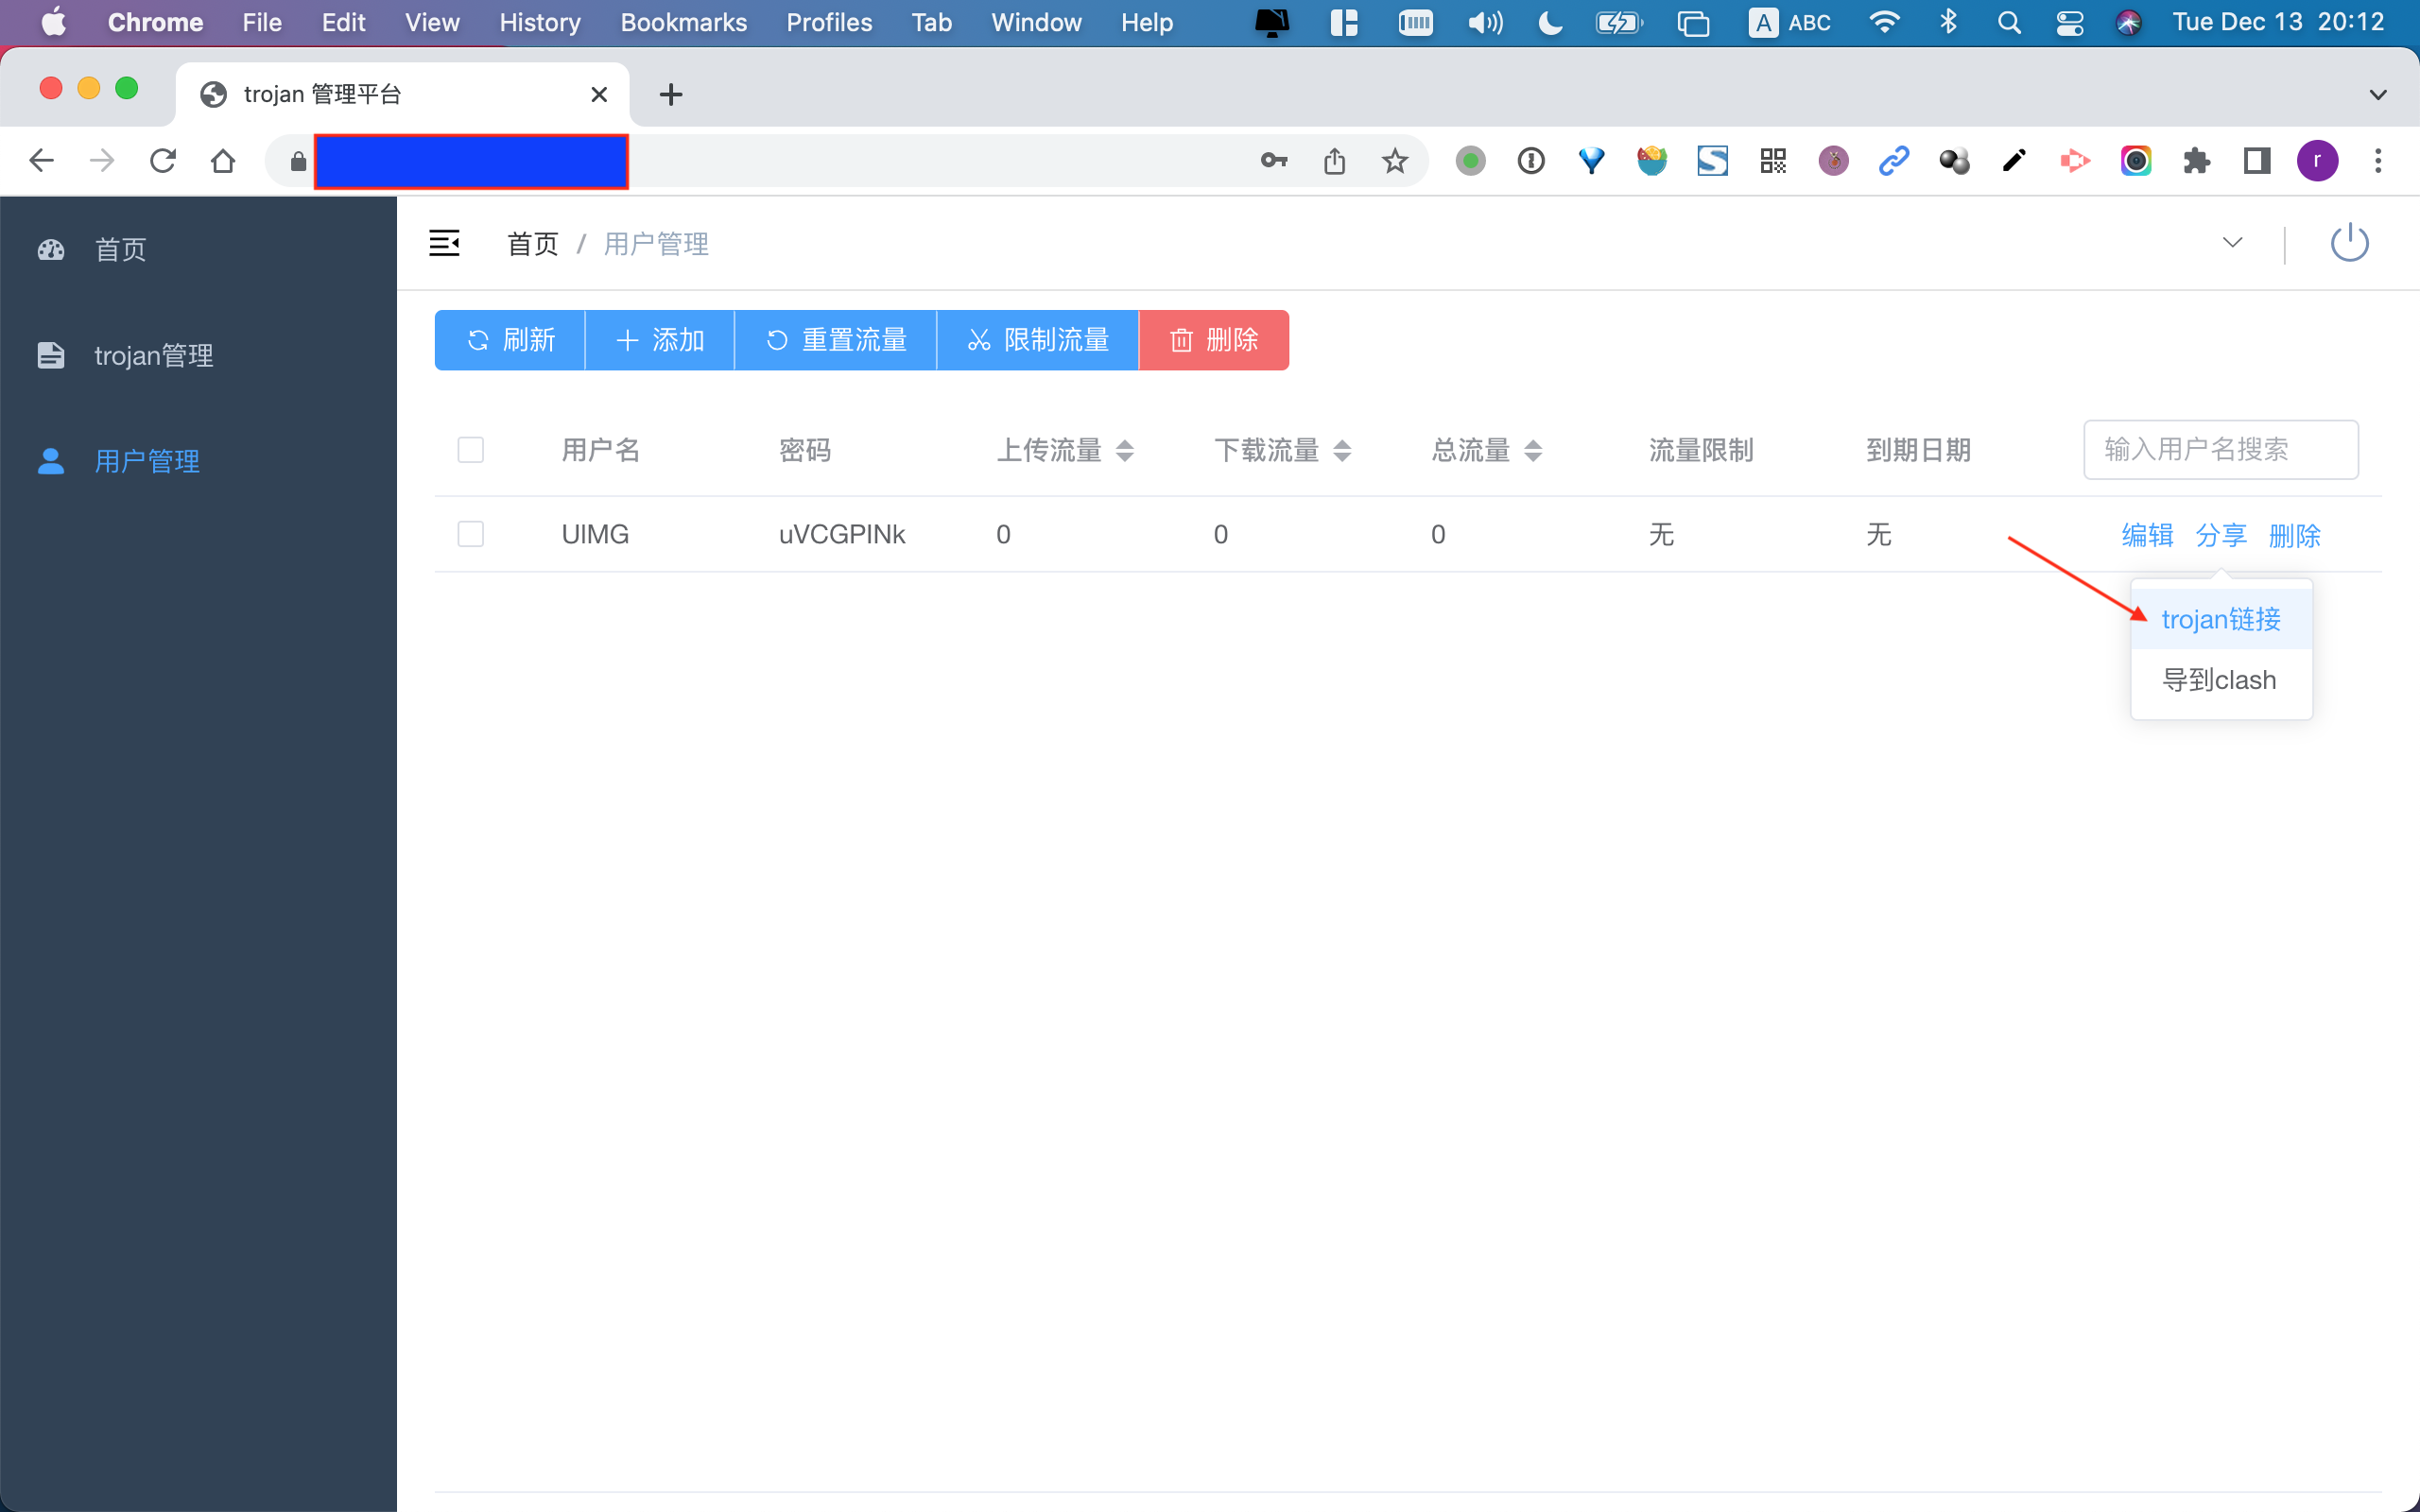 Chrome File Edit View History Bookmarks Profiles Tab Window Help A ABC Tue Dec 13 20:12
trojan 管理平台
r
首页
trojan管理
用户管理
首页 / 用户管理
刷新 添加 重置流量 限制流量 删除
用户名 密码 上传流量 下载流量 总流量 流量限制 到期日期 输入用户名搜索
UIMG uVCGPINk 0 0 0 无 无 编辑 分享 删除
trojan链接
导到clash